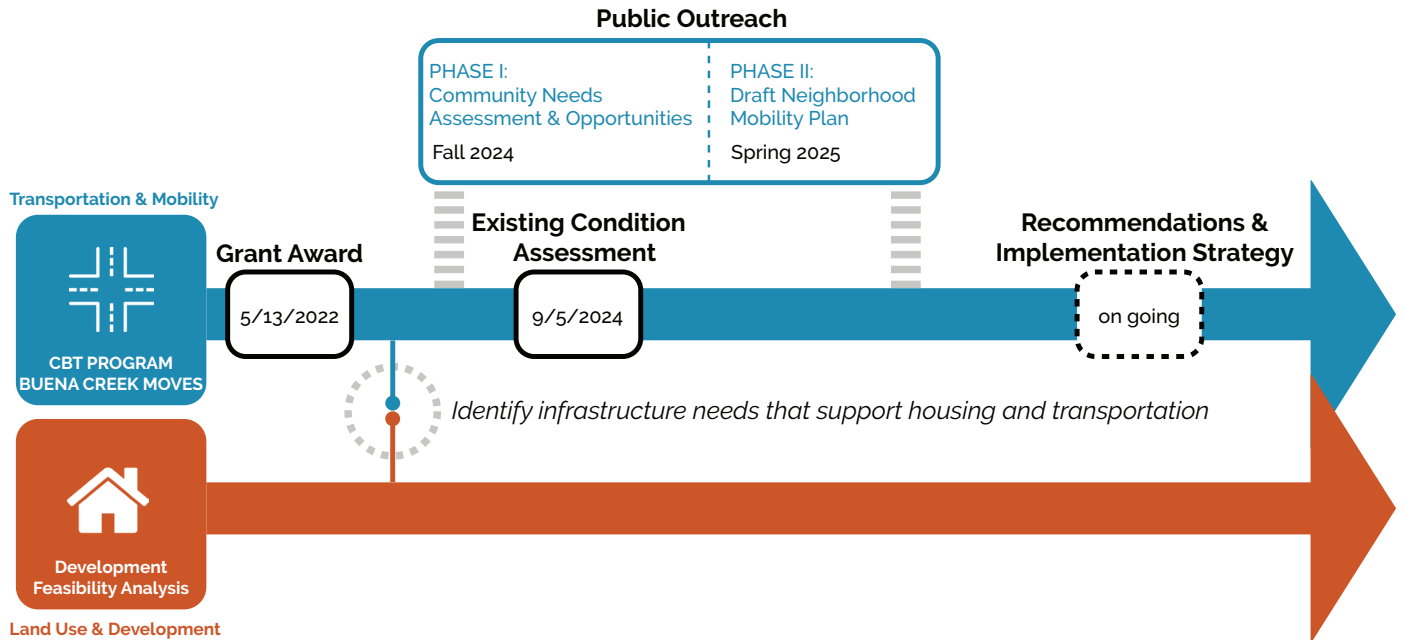 Public Outreach
PHASE I:
Community Needs
Assessment & Opportunities
Fall 2024
PHASE II:
Draft Neighborhood
Mobility Plan
Spring 2025
Transportation & Mobility
CBT PROGRAM
BUENA CREEK MOVES
Grant Award
5/13/2022
Existing Condition
Assessment
9/5/2024
Recommendations &
Implementation Strategy
on going
Identify infrastructure needs that support housing and transportation
Development
Feasibility Analysis
Land Use & Development